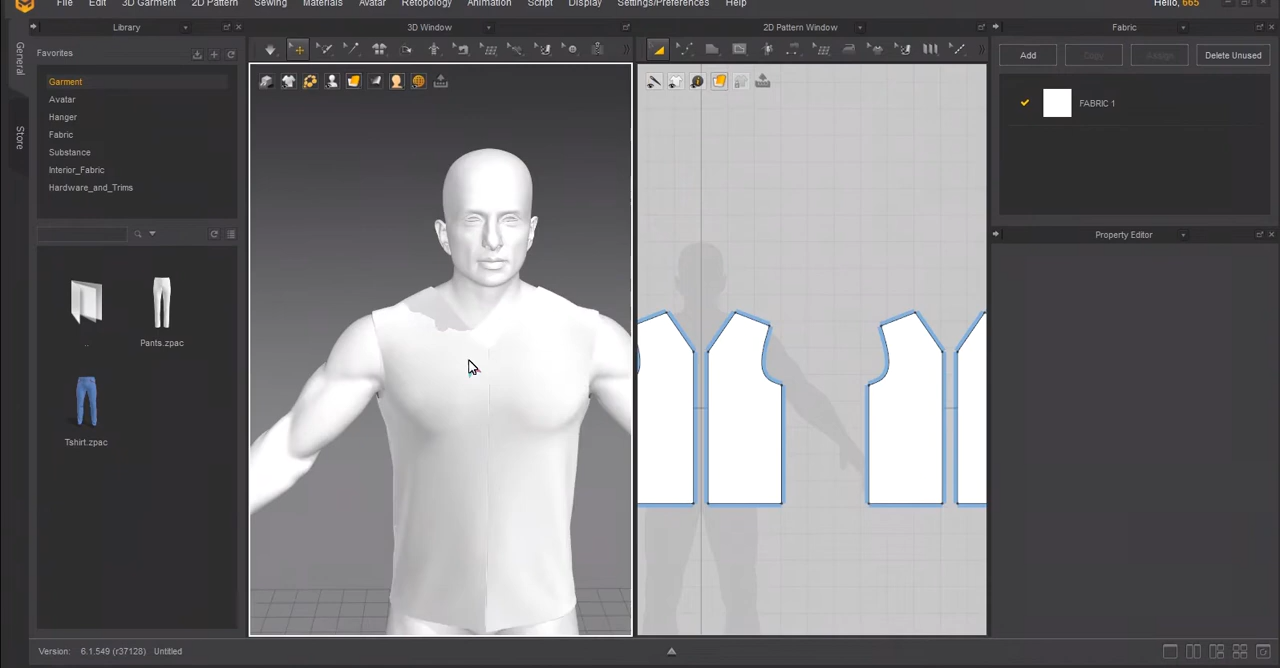 File Edit 3D Garment 2D Pattern Sewing Materials Avatar Retopology Animation Script Display Settings/Preferences Help Hello, 665
Library 3D Window 2D Pattern Window Fabric
General
Store
Favorites
Garment
Avatar
Hanger
Fabric
Substance
Interior_Fabric
Hardware_and_Trims
..
Pants.zpac
Tshirt.zpac
Add Copy Assign Delete Unused
FABRIC 1
Property Editor
Version: 6.1.549 (r37128) Untitled